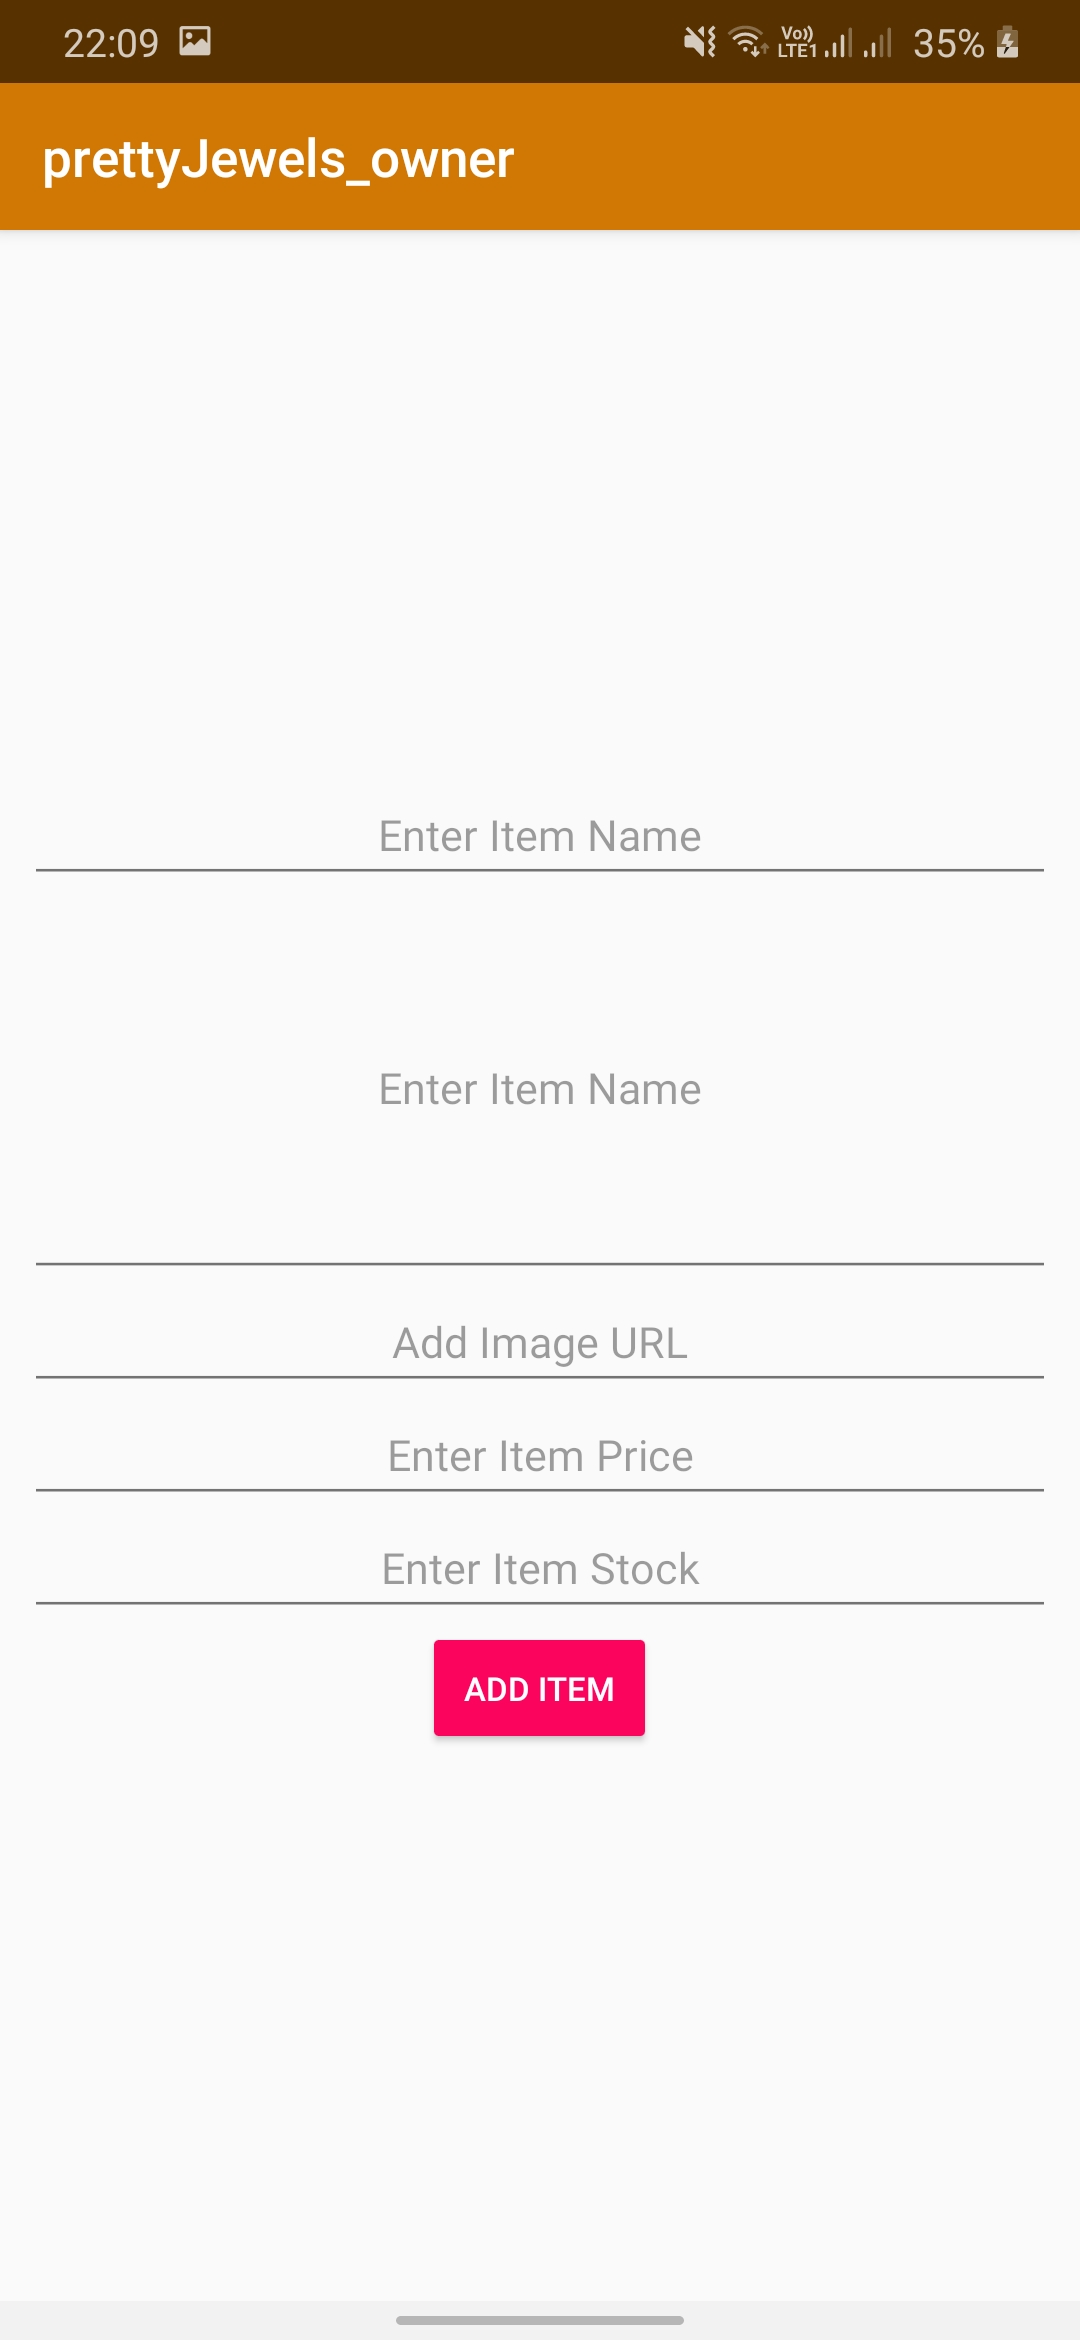 22:09 Vo)) LTE1 35%
prettyJewels_owner
Enter Item Name
Enter Item Name
Add Image URL
Enter Item Price
Enter Item Stock
ADD ITEM